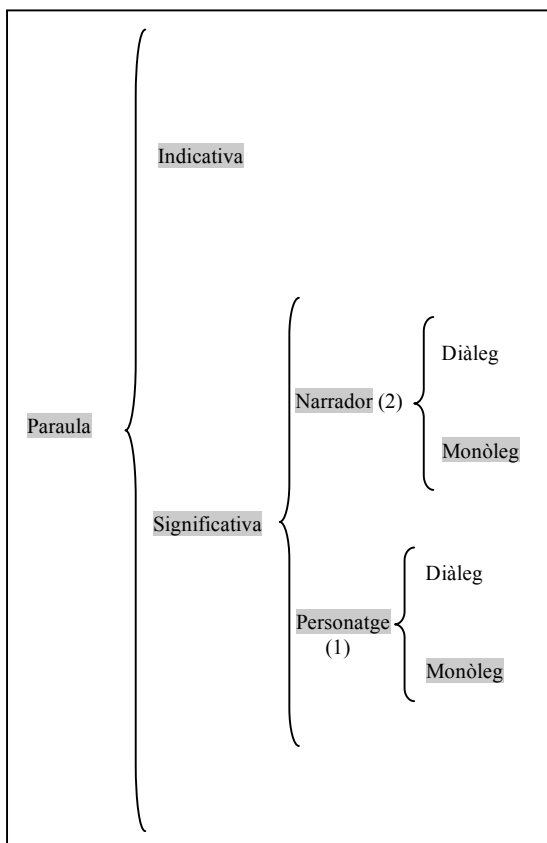 Indicativa
Diàleg
Narrador (2)
Paraula
Monòleg
Significativa
Diàleg
Personatge
(1)
Monòleg